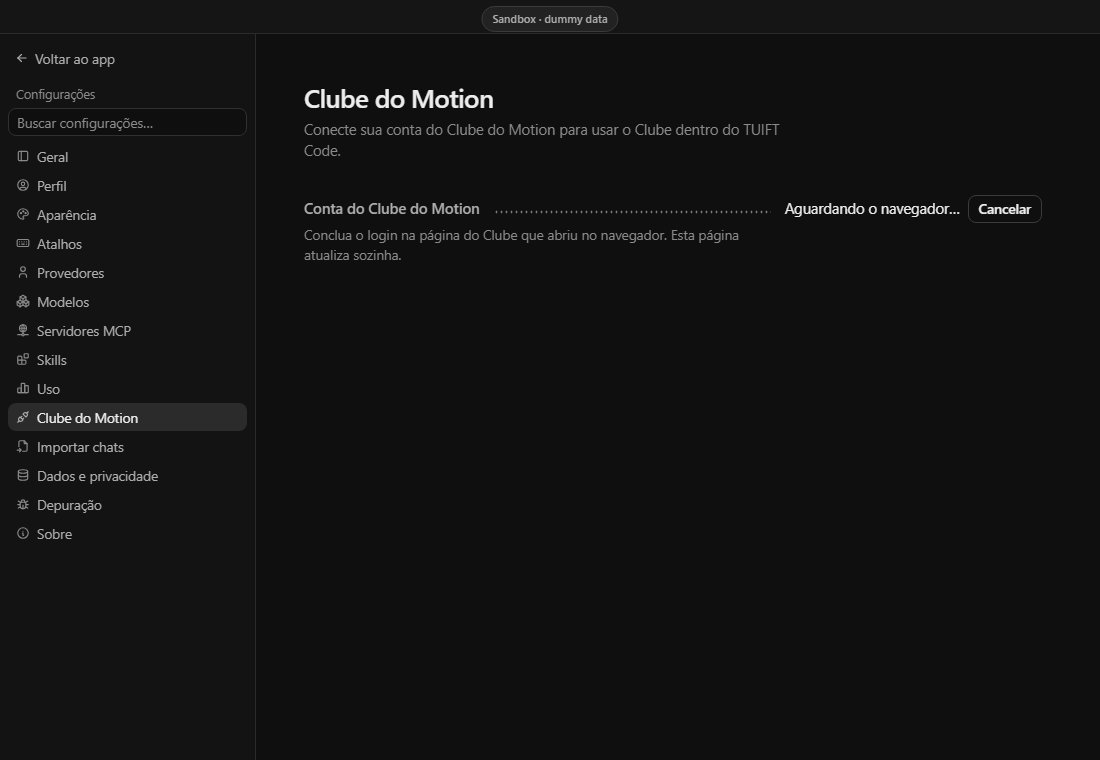 Sandbox · dummy data
Voltar ao app
Configurações
Buscar configurações...
Geral
Perfil
Aparência
Atalhos
Provedores
Modelos
Servidores MCP
Skills
Uso
Clube do Motion
Importar chats
Dados e privacidade
Depuração
Sobre
Clube do Motion
Conecte sua conta do Clube do Motion para usar o Clube dentro do TUIFT
Code.
Conta do Clube do Motion
Aguardando o navegador...
Cancelar
Conclua o login na página do Clube que abriu no navegador. Esta página
atualiza sozinha.